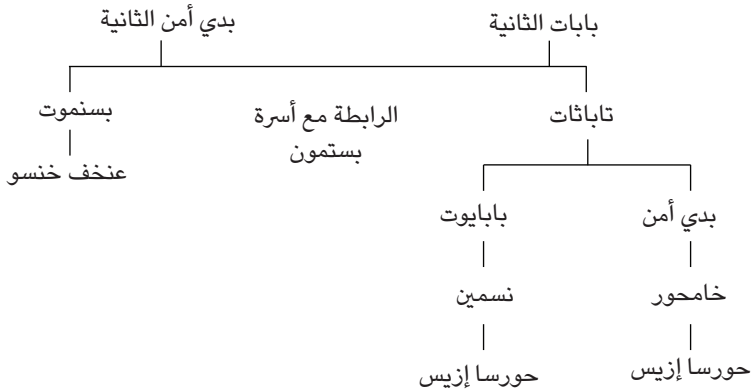 بابات الثانية
بدي أمن الثانية
تاباثات
الرابطة مع أسرة
بستمون
بسنموت
عنخف خنسو
بدي أمن
بابايوت
خامحور
نسمين
حورسا إزيس
حورسا إزيس